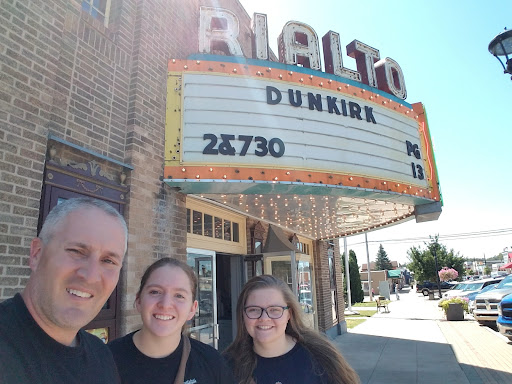 RIALTO
DUNKIRK
2&730 PG
13